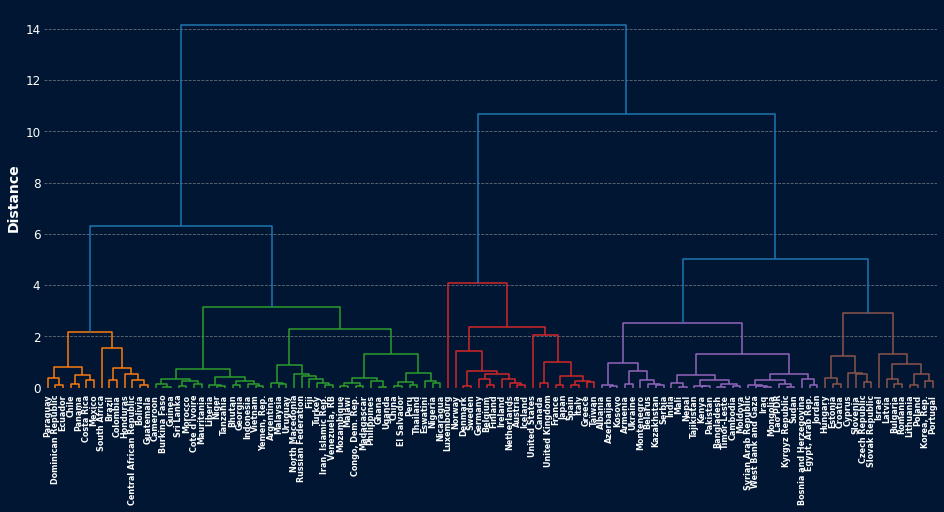 Distance
14
12
10
8
6
4
2
0
Paraguay
Dominican Republic
Ecuador
Chile
Panama
Costa Rica
Mexico
South Africa
Brazil
Colombia
Honduras
Central African Republic
Bolivia
Guatemala
Cameroon
Burkina Faso
Tunisia
Sri Lanka
Morocco
Cote d'Ivoire
Mauritania
Liberia
Niger
Tanzania
Bhutan
Georgia
Indonesia
Vietnam
Yemen, Rep.
Argentina
Malaysia
Uruguay
North Macedonia
Russian Federation
Fiji
Turkey
Iran, Islamic Rep.
Venezuela, RB
Mozambique
Malawi
Congo, Dem. Rep.
Madagascar
Philippines
Ghana
Uganda
China
El Salvador
Peru
Thailand
Eswatini
Nigeria
Nicaragua
Luxembourg
Norway
Denmark
Sweden
Germany
Belgium
Finland
Ireland
Netherlands
Austria
Iceland
United States
Canada
United Kingdom
France
Japan
Spain
Italy
Greece
Taiwan
Albania
Azerbaijan
Kosovo
Armenia
Ukraine
Montenegro
Belarus
Kazakhstan
Serbia
India
Mali
Nepal
Tajikistan
Kenya
Pakistan
Bangladesh
Timor-Leste
Cambodia
Moldova
Syrian Arab Republic
West Bank and Gaza
Iraq
Mongolia
Lao PDR
Kyrgyz Republic
Sudan
Bosnia and Herzegovina
Egypt, Arab Rep.
Jordan
Hungary
Estonia
Croatia
Cyprus
Slovenia
Czech Republic
Slovak Republic
Israel
Latvia
Bulgaria
Romania
Lithuania
Poland
Korea, Rep.
Portugal